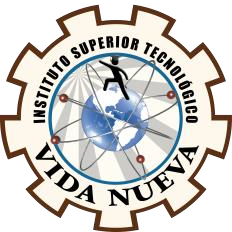 INSTITUTO SUPERIOR TECNOLÓGICO
VIDA NUEVA